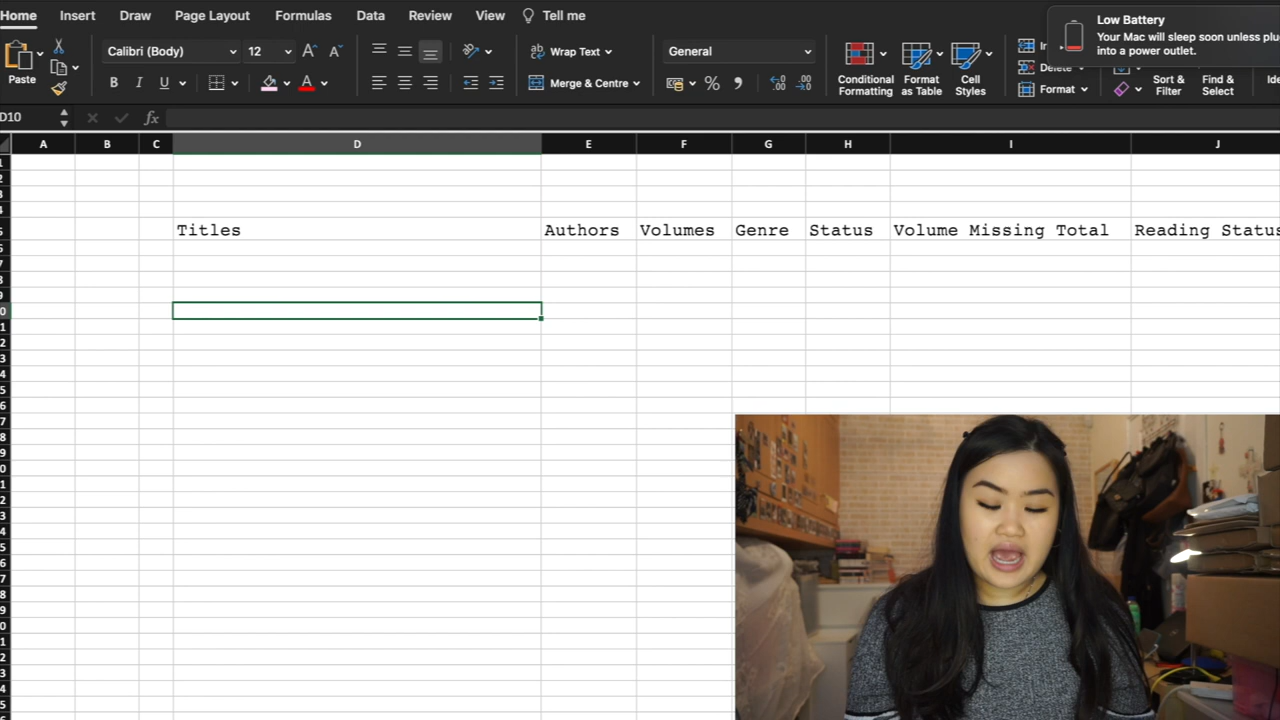 Home Insert Draw Page Layout Formulas Data Review View Tell me
Low Battery
Your Mac will sleep soon unless plu
into a power outlet.
Calibri (Body) 12 Wrap Text General
Paste B I U A Merge & Centre % Conditional Formatting Format as Table Cell Styles Delete Format Sort & Filter Find & Select
D10 fx
A B C D E F G H I J
Titles Authors Volumes Genre Status Volume Missing Total Reading Status